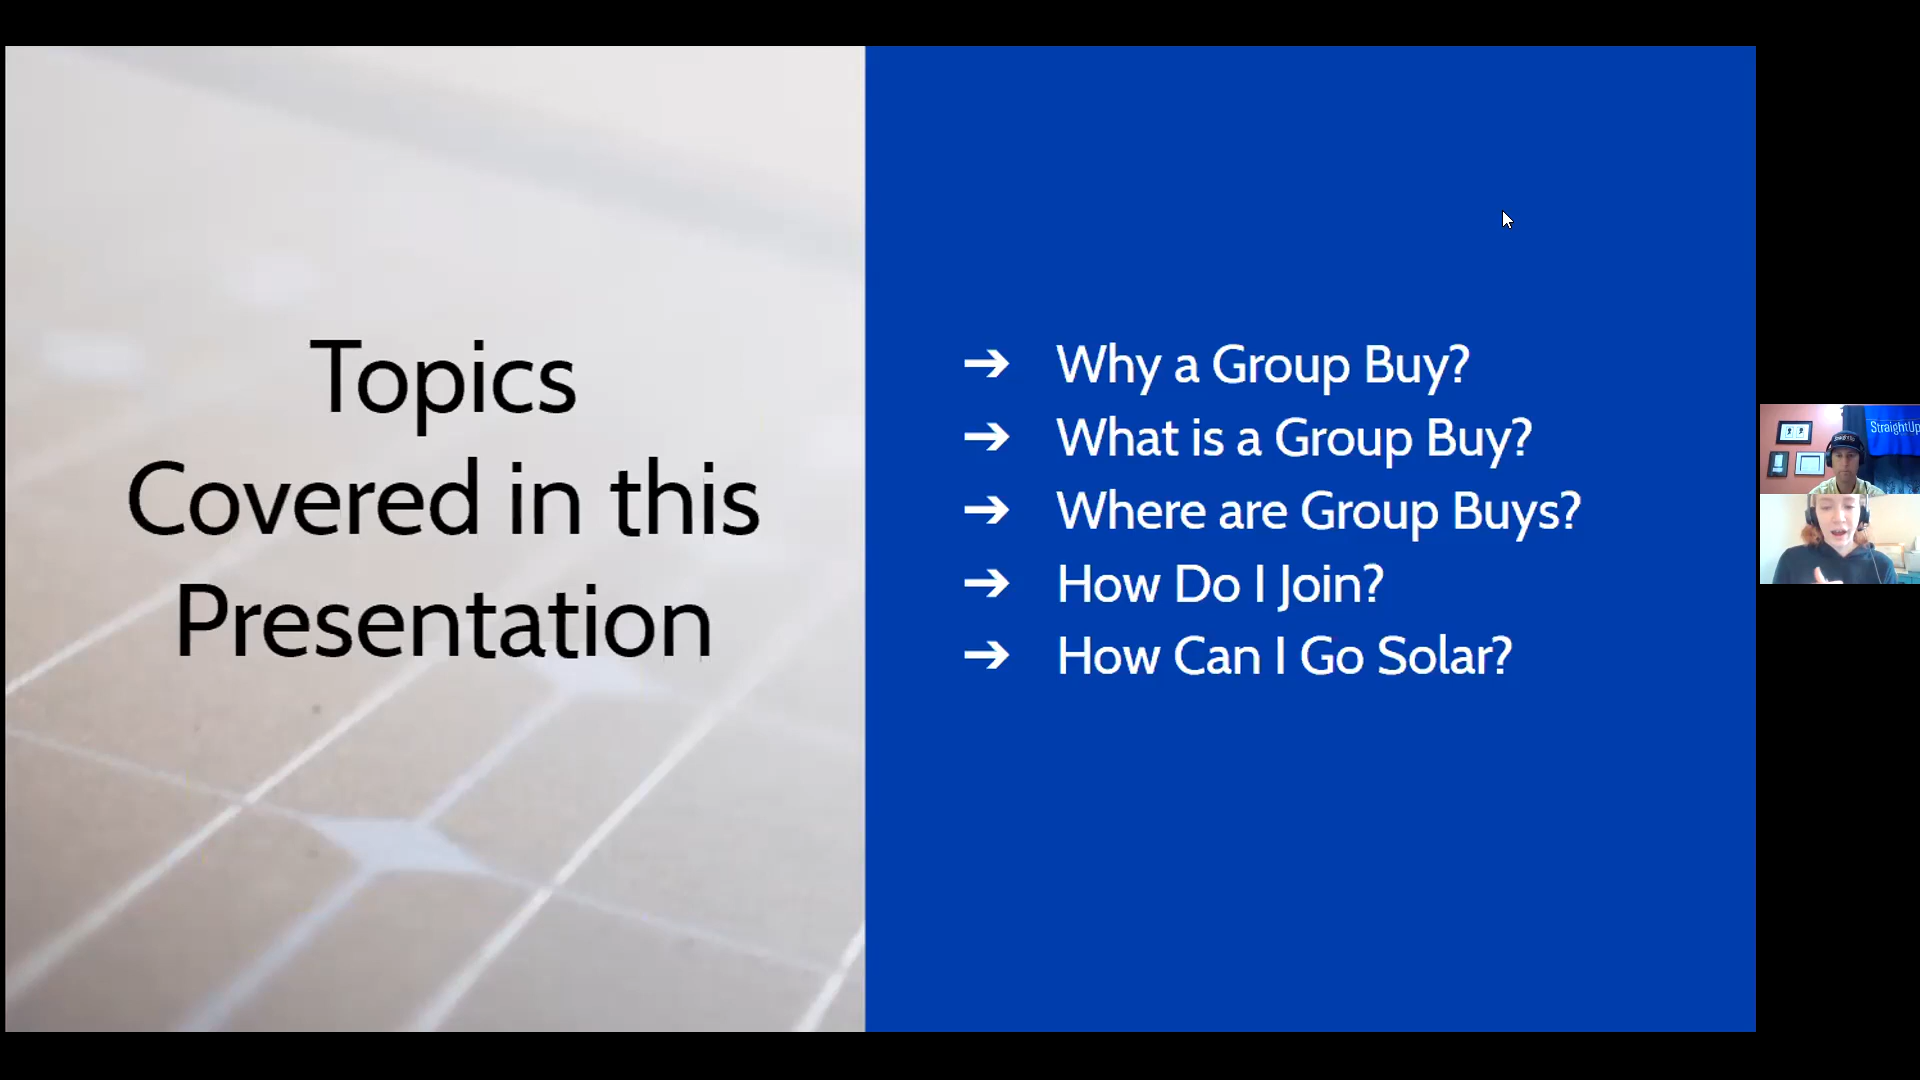 Topics
Covered in this
Presentation
➔ Why a Group Buy?
➔ What is a Group Buy?
➔ Where are Group Buys?
➔ How Do I Join?
➔ How Can I Go Solar?
StraightUp